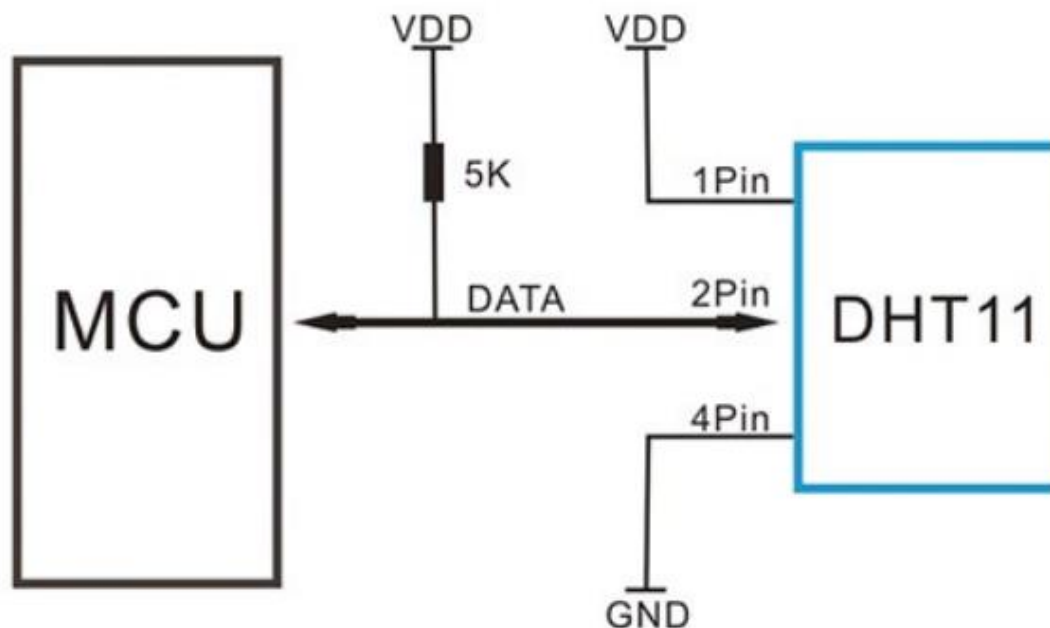 VDD
VDD
5K
1Pin
MCU
DATA
2Pin
DHT11
4Pin
GND